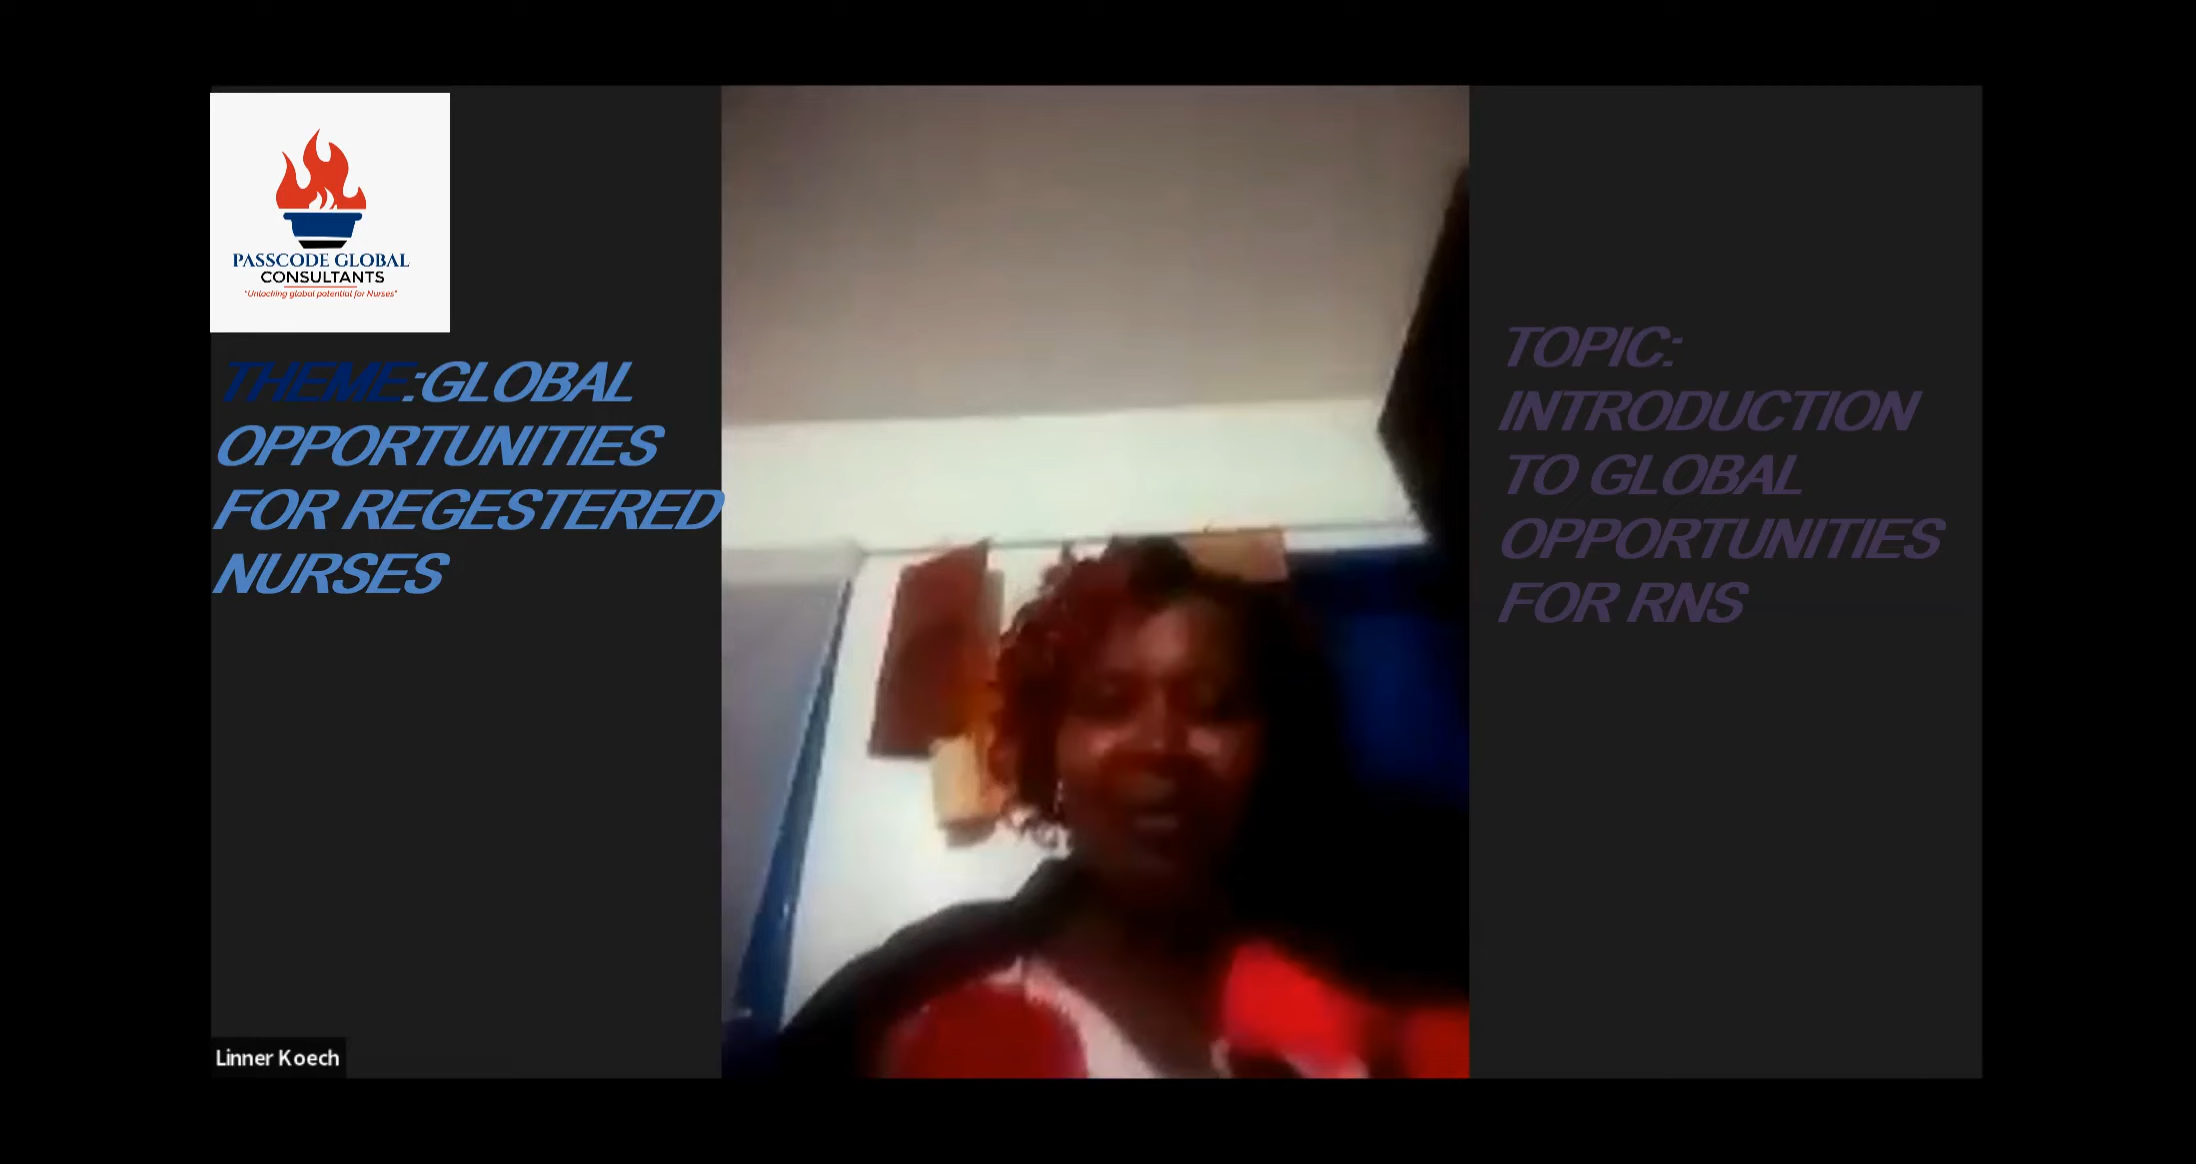 PASSCODE GLOBAL
CONSULTANTS
"Unlocking global potential for Nurses"
THEME:GLOBAL
OPPORTUNITIES
FOR REGESTERED
NURSES
TOPIC:
INTRODUCTION
TO GLOBAL
OPPORTUNITIES
FOR RNS
Linner Koech